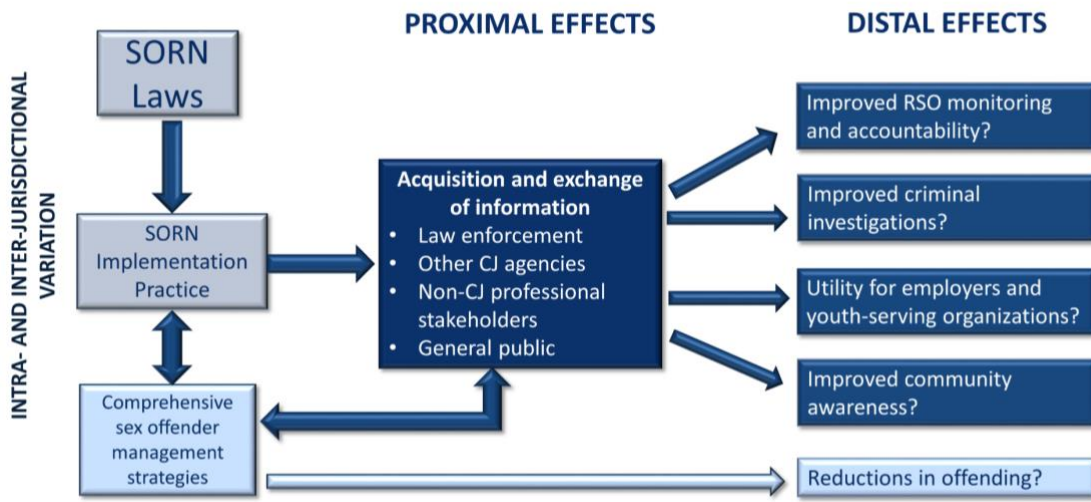 PROXIMAL EFFECTS
DISTAL EFFECTS
INTRA- AND INTER-JURISDICTIONAL
VARIATION
SORN
Laws
SORN
Implementation
Practice
Comprehensive
sex offender
management
strategies
Acquisition and exchange
of information
• Law enforcement
• Other CJ agencies
• Non-CJ professional
stakeholders
• General public
Improved RSO monitoring
and accountability?
Improved criminal
investigations?
Utility for employers and
youth-serving organizations?
Improved community
awareness?
Reductions in offending?